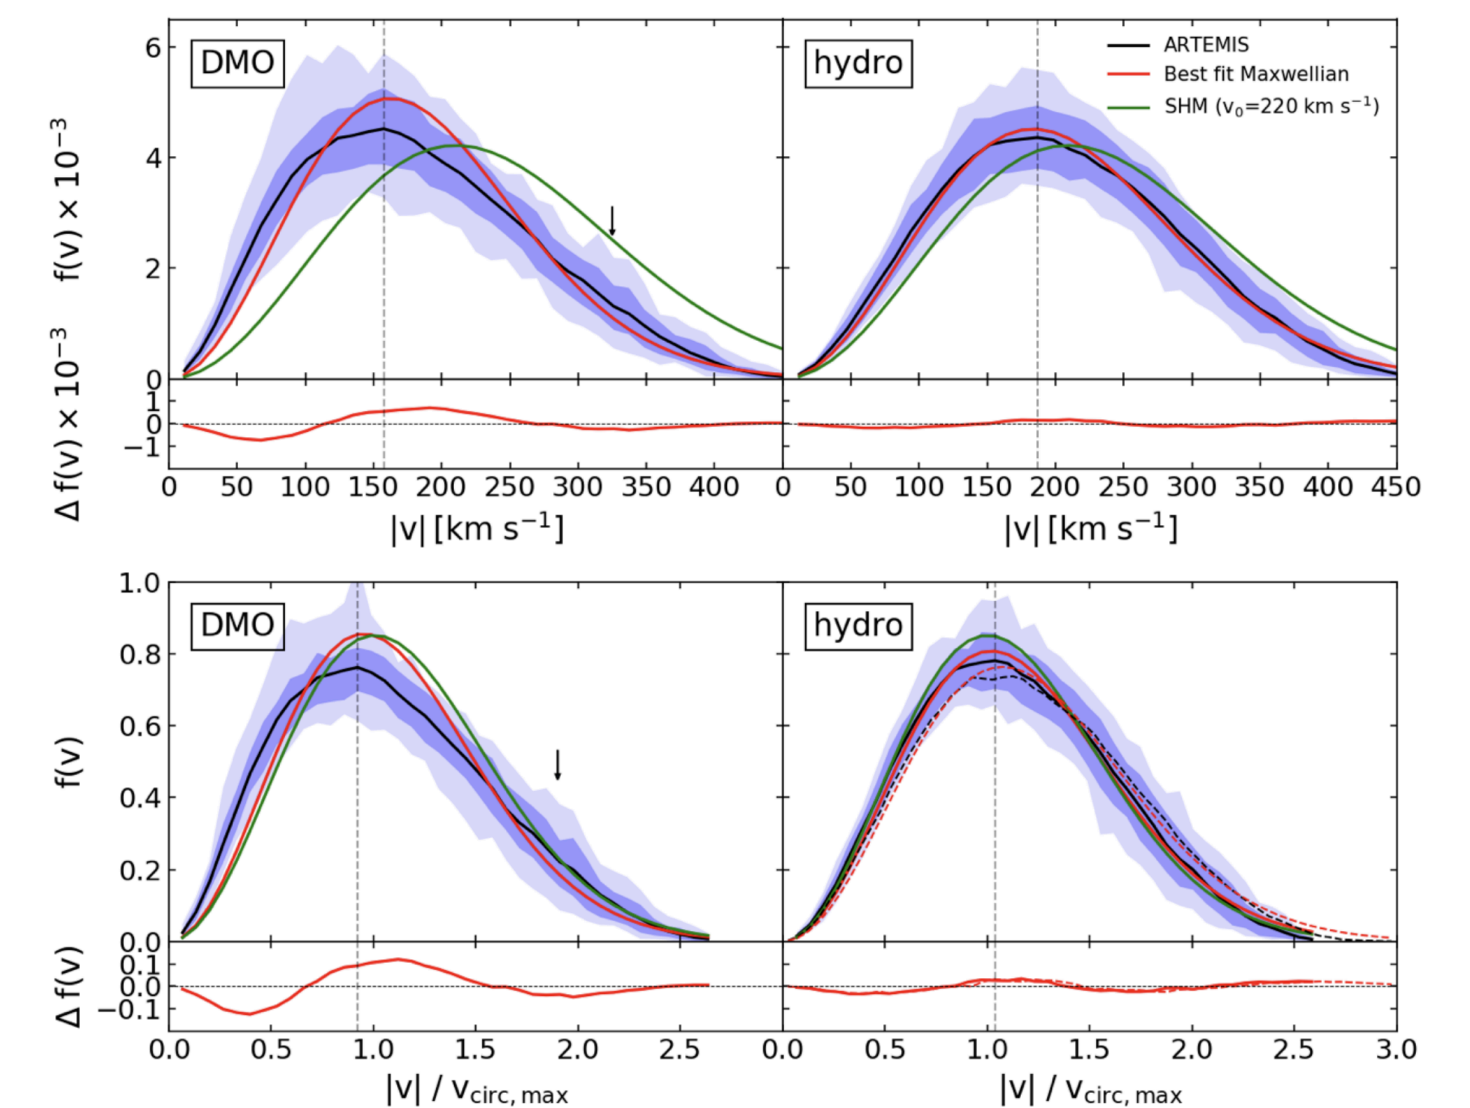 DMO
hydro
ARTEMIS
Best fit Maxwellian
SHM (v₀=220 km s⁻¹)
f(v) × 10⁻³
6
4
2
0
Δ f(v) × 10⁻³
1
0
−1
0 50 100 150 200 250 300 350 400 0 50 100 150 200 250 300 350 400 450
|v| [km s⁻¹] |v| [km s⁻¹]
DMO
hydro
f(v)
1.0
0.8
0.6
0.4
0.2
0.0
Δ f(v)
0.1
0.0
−0.1
0.0 0.5 1.0 1.5 2.0 2.5 0.0 0.5 1.0 1.5 2.0 2.5 3.0
|v| / v_circ, max |v| / v_circ, max